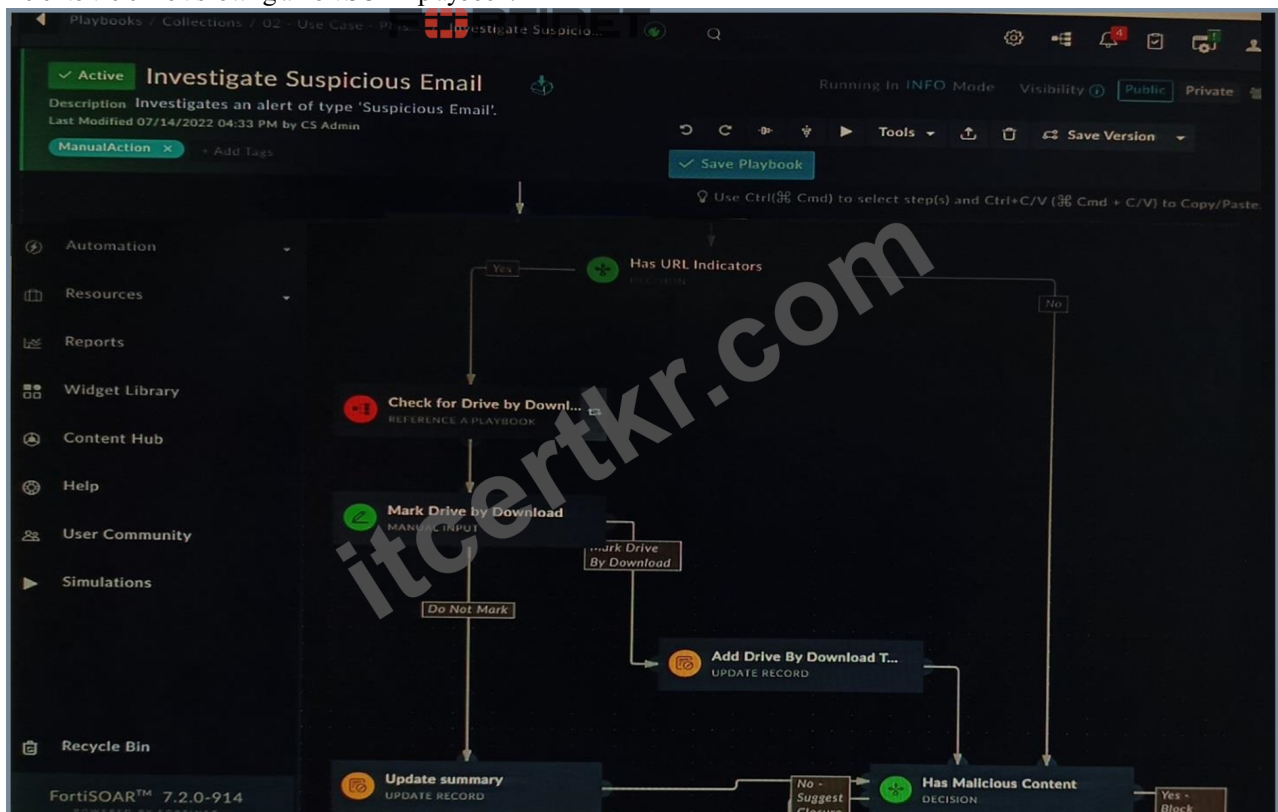 Playbooks / Collections / 02 - Use Case - Investigate Suspicio...
FORTINET
4
Active
Investigate Suspicious Email
Description Investigates an alert of type 'Suspicious Email'.
Last Modified 07/14/2022 04:33 PM by CS Admin
ManualAction ×
+ Add Tags
Running In INFO Mode
Visibility
Public
Private
Tools
Save Version
Save Playbook
Use Ctrl(⌘ Cmd) to select step(s) and Ctrl+C/V (⌘ Cmd + C/V) to Copy/Paste
Automation
Resources
Reports
Widget Library
Content Hub
Help
User Community
Simulations
Recycle Bin
FortiSOAR™ 7.2.0-914
Yes
Has URL Indicators
DECISION
No
Check for Drive by Downl...
REFERENCE A PLAYBOOK
Mark Drive by Download
MANUAL INPUT
Mark Drive
By Download
Do Not Mark
Add Drive By Download T...
UPDATE RECORD
Update summary
UPDATE RECORD
No -
Suggest
Has Malicious Content
DECISION
Yes -
Block
itcertkr.com